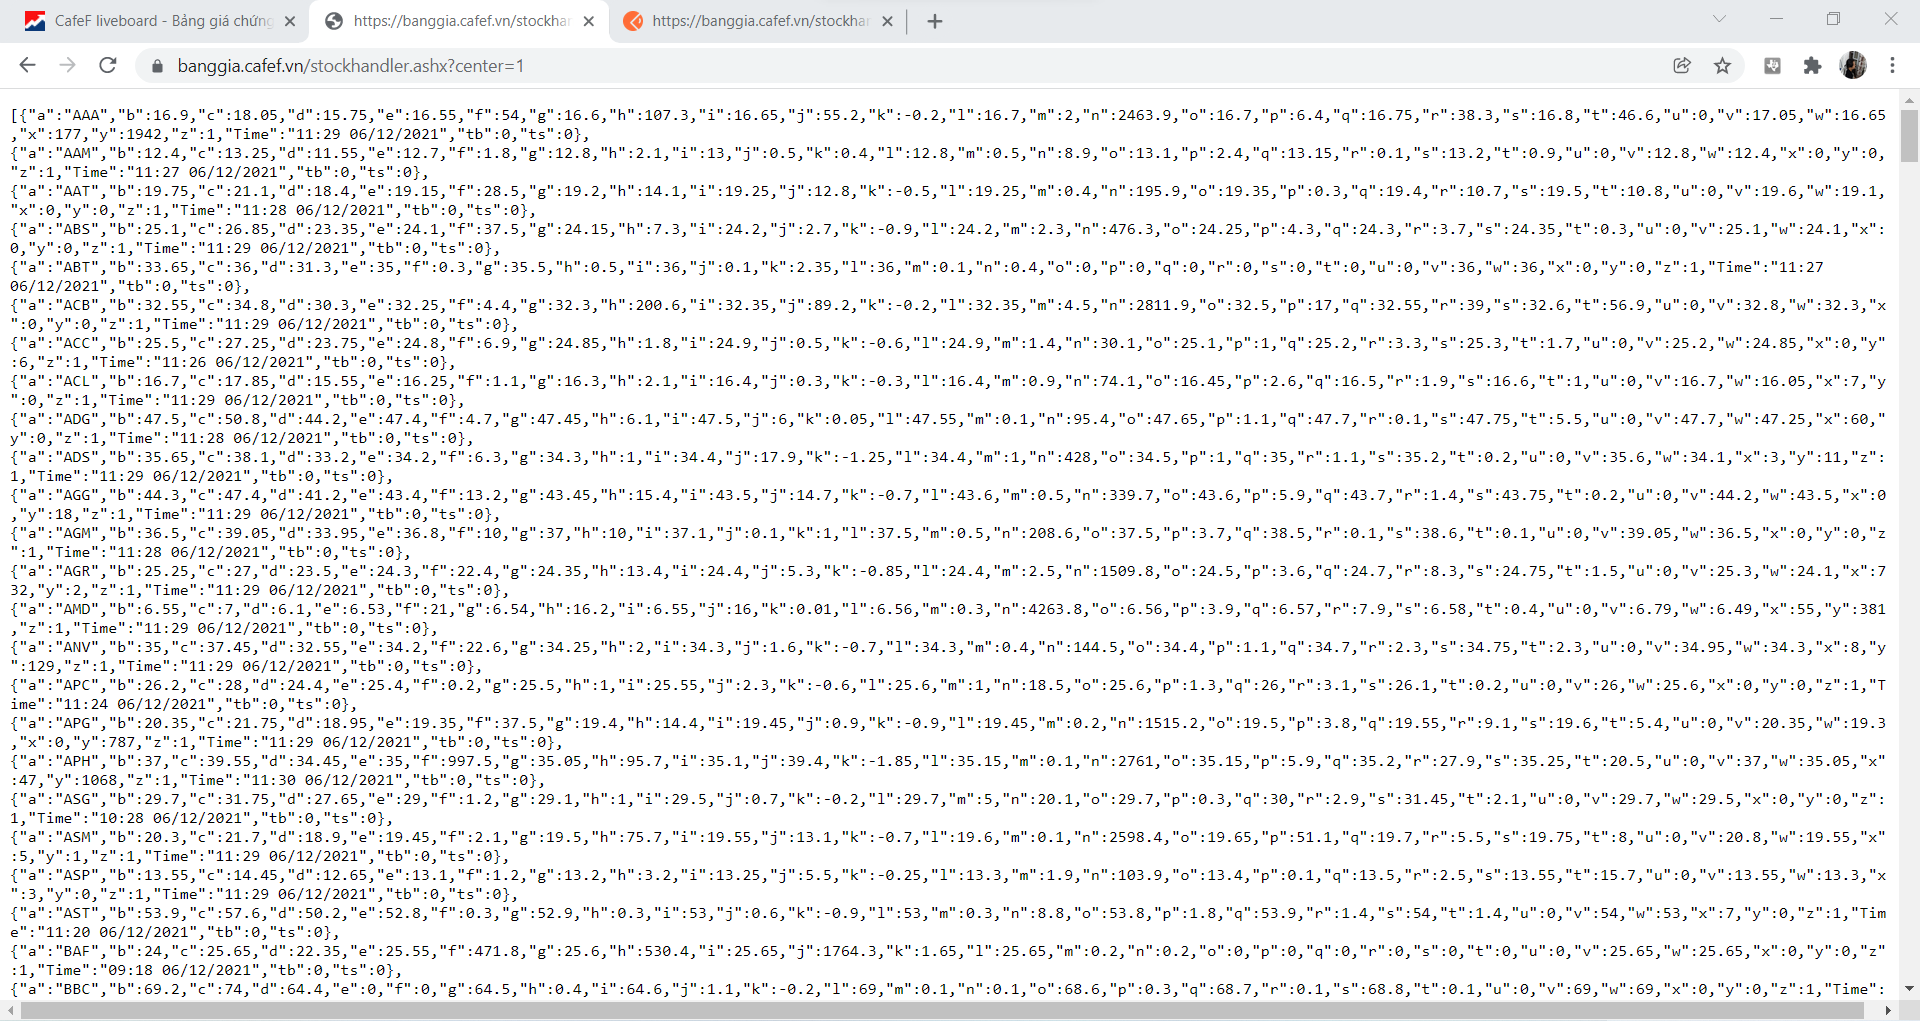 CafeF liveboard - Bảng giá chứng
https://banggia.cafef.vn/stockhan
https://banggia.cafef.vn/stockhan
banggia.cafef.vn/stockhandler.ashx?center=1
[{"a":"AAA","b":16.9,"c":18.05,"d":15.75,"e":16.55,"f":54,"g":16.6,"h":107.3,"i":16.65,"j":55.2,"k":-0.2,"l":16.7,"m":2,"n":2463.9,"o":16.7,"p":6.4,"q":16.75,"r":38.3,"s":16.8,"t":46.6,"u":0,"v":17.05,"w":16.65
,"x":177,"y":1942,"z":1,"Time":"11:29 06/12/2021","tb":0,"ts":0},
{"a":"AAM","b":12.4,"c":13.25,"d":11.55,"e":12.7,"f":1.8,"g":12.8,"h":2.1,"i":13,"j":0.5,"k":0.4,"l":12.8,"m":0.5,"n":8.9,"o":13.1,"p":2.4,"q":13.15,"r":0.1,"s":13.2,"t":0.9,"u":0,"v":12.8,"w":12.4,"x":0,"y":0,
"z":1,"Time":"11:27 06/12/2021","tb":0,"ts":0},
{"a":"AAT","b":19.75,"c":21.1,"d":18.4,"e":19.15,"f":28.5,"g":19.2,"h":14.1,"i":19.25,"j":12.8,"k":-0.5,"l":19.25,"m":0.4,"n":195.9,"o":19.35,"p":0.3,"q":19.4,"r":10.7,"s":19.5,"t":10.8,"u":0,"v":19.6,"w":19.1,
"x":0,"y":0,"z":1,"Time":"11:28 06/12/2021","tb":0,"ts":0},
{"a":"ABS","b":25.1,"c":26.85,"d":23.35,"e":24.1,"f":37.5,"g":24.15,"h":7.3,"i":24.2,"j":2.7,"k":-0.9,"l":24.2,"m":2.3,"n":476.3,"o":24.25,"p":4.3,"q":24.3,"r":3.7,"s":24.35,"t":0.3,"u":0,"v":25.1,"w":24.1,"x":
0,"y":0,"z":1,"Time":"11:29 06/12/2021","tb":0,"ts":0},
{"a":"ABT","b":33.65,"c":36,"d":31.3,"e":35,"f":0.3,"g":35.5,"h":0.5,"i":36,"j":0.1,"k":2.35,"l":36,"m":0.1,"n":0.4,"o":0,"p":0,"q":0,"r":0,"s":0,"t":0,"u":0,"v":36,"w":36,"x":0,"y":0,"z":1,"Time":"11:27
06/12/2021","tb":0,"ts":0},
{"a":"ACB","b":32.55,"c":34.8,"d":30.3,"e":32.25,"f":4.4,"g":32.3,"h":200.6,"i":32.35,"j":89.2,"k":-0.2,"l":32.35,"m":4.5,"n":2811.9,"o":32.5,"p":17,"q":32.55,"r":39,"s":32.6,"t":56.9,"u":0,"v":32.8,"w":32.3,"x
":0,"y":0,"z":1,"Time":"11:29 06/12/2021","tb":0,"ts":0},
{"a":"ACC","b":25.5,"c":27.25,"d":23.75,"e":24.8,"f":6.9,"g":24.85,"h":1.8,"i":24.9,"j":0.5,"k":-0.6,"l":24.9,"m":1.4,"n":30.1,"o":25.1,"p":1,"q":25.2,"r":3.3,"s":25.3,"t":1.7,"u":0,"v":25.2,"w":24.85,"x":0,"y"
:6,"z":1,"Time":"11:26 06/12/2021","tb":0,"ts":0},
{"a":"ACL","b":16.7,"c":17.85,"d":15.55,"e":16.25,"f":1.1,"g":16.3,"h":2.1,"i":16.4,"j":0.3,"k":-0.3,"l":16.4,"m":0.9,"n":74.1,"o":16.45,"p":2.6,"q":16.5,"r":1.9,"s":16.6,"t":1,"u":0,"v":16.7,"w":16.05,"x":7,"y
":0,"z":1,"Time":"11:29 06/12/2021","tb":0,"ts":0},
{"a":"ADG","b":47.5,"c":50.8,"d":44.2,"e":47.4,"f":4.7,"g":47.45,"h":6.1,"i":47.5,"j":6,"k":0.05,"l":47.55,"m":0.1,"n":95.4,"o":47.65,"p":1.1,"q":47.7,"r":0.1,"s":47.75,"t":5.5,"u":0,"v":47.7,"w":47.25,"x":60,"
y":0,"z":1,"Time":"11:28 06/12/2021","tb":0,"ts":0},
{"a":"ADS","b":35.65,"c":38.1,"d":33.2,"e":34.2,"f":6.3,"g":34.3,"h":1,"i":34.4,"j":17.9,"k":-1.25,"l":34.4,"m":1,"n":428,"o":34.5,"p":1,"q":35,"r":1.1,"s":35.2,"t":0.2,"u":0,"v":35.6,"w":34.1,"x":3,"y":11,"z":
1,"Time":"11:29 06/12/2021","tb":0,"ts":0},
{"a":"AGG","b":44.3,"c":47.4,"d":41.2,"e":43.4,"f":13.2,"g":43.45,"h":15.4,"i":43.5,"j":14.7,"k":-0.7,"l":43.6,"m":0.5,"n":339.7,"o":43.6,"p":5.9,"q":43.7,"r":1.4,"s":43.75,"t":0.2,"u":0,"v":44.2,"w":43.5,"x":0
,"y":18,"z":1,"Time":"11:29 06/12/2021","tb":0,"ts":0},
{"a":"AGM","b":36.5,"c":39.05,"d":33.95,"e":36.8,"f":10,"g":37,"h":10,"i":37.1,"j":0.1,"k":1,"l":37.5,"m":0.5,"n":208.6,"o":37.5,"p":3.7,"q":38.5,"r":0.1,"s":38.6,"t":0.1,"u":0,"v":39.05,"w":36.5,"x":0,"y":0,"z
":1,"Time":"11:28 06/12/2021","tb":0,"ts":0},
{"a":"AGR","b":25.25,"c":27,"d":23.5,"e":24.3,"f":22.4,"g":24.35,"h":13.4,"i":24.4,"j":5.3,"k":-0.85,"l":24.4,"m":2.5,"n":1509.8,"o":24.5,"p":3.6,"q":24.7,"r":8.3,"s":24.75,"t":1.5,"u":0,"v":25.3,"w":24.1,"x":7
32,"y":2,"z":1,"Time":"11:29 06/12/2021","tb":0,"ts":0},
{"a":"AMD","b":6.55,"c":7,"d":6.1,"e":6.53,"f":21,"g":6.54,"h":16.2,"i":6.55,"j":16,"k":0.01,"l":6.56,"m":0.3,"n":4263.8,"o":6.56,"p":3.9,"q":6.57,"r":7.9,"s":6.58,"t":0.4,"u":0,"v":6.79,"w":6.49,"x":55,"y":381
,"z":1,"Time":"11:29 06/12/2021","tb":0,"ts":0},
{"a":"ANV","b":35,"c":37.45,"d":32.55,"e":34.2,"f":22.6,"g":34.25,"h":2,"i":34.3,"j":1.6,"k":-0.7,"l":34.3,"m":0.4,"n":144.5,"o":34.4,"p":1.1,"q":34.7,"r":2.3,"s":34.75,"t":2.3,"u":0,"v":34.95,"w":34.3,"x":8,"y
":129,"z":1,"Time":"11:29 06/12/2021","tb":0,"ts":0},
{"a":"APC","b":26.2,"c":28,"d":24.4,"e":25.4,"f":0.2,"g":25.5,"h":1,"i":25.55,"j":2.3,"k":-0.6,"l":25.6,"m":1,"n":18.5,"o":25.6,"p":1.3,"q":26,"r":3.1,"s":26.1,"t":0.2,"u":0,"v":26,"w":25.6,"x":0,"y":0,"z":1,"T
ime":"11:24 06/12/2021","tb":0,"ts":0},
{"a":"APG","b":20.35,"c":21.75,"d":18.95,"e":19.35,"f":37.5,"g":19.4,"h":14.4,"i":19.45,"j":0.9,"k":-0.9,"l":19.45,"m":0.2,"n":1515.2,"o":19.5,"p":3.8,"q":19.55,"r":9.1,"s":19.6,"t":5.4,"u":0,"v":20.35,"w":19.3
,"x":0,"y":787,"z":1,"Time":"11:29 06/12/2021","tb":0,"ts":0},
{"a":"APH","b":37,"c":39.55,"d":34.45,"e":35,"f":997.5,"g":35.05,"h":95.7,"i":35.1,"j":39.4,"k":-1.85,"l":35.15,"m":0.1,"n":2761,"o":35.15,"p":5.9,"q":35.2,"r":27.9,"s":35.25,"t":20.5,"u":0,"v":37,"w":35.05,"x"
:47,"y":1068,"z":1,"Time":"11:30 06/12/2021","tb":0,"ts":0},
{"a":"ASG","b":29.7,"c":31.75,"d":27.65,"e":29,"f":1.2,"g":29.1,"h":1,"i":29.5,"j":0.7,"k":-0.2,"l":29.7,"m":5,"n":20.1,"o":29.7,"p":0.3,"q":30,"r":2.9,"s":31.45,"t":2.1,"u":0,"v":29.7,"w":29.5,"x":0,"y":0,"z":
1,"Time":"10:28 06/12/2021","tb":0,"ts":0},
{"a":"ASM","b":20.3,"c":21.7,"d":18.9,"e":19.45,"f":2.1,"g":19.5,"h":75.7,"i":19.55,"j":13.1,"k":-0.7,"l":19.6,"m":0.1,"n":2598.4,"o":19.65,"p":51.1,"q":19.7,"r":5.5,"s":19.75,"t":8,"u":0,"v":20.8,"w":19.55,"x"
:5,"y":1,"z":1,"Time":"11:29 06/12/2021","tb":0,"ts":0},
{"a":"ASP","b":13.55,"c":14.45,"d":12.65,"e":13.1,"f":1.2,"g":13.2,"h":3.2,"i":13.25,"j":5.5,"k":-0.25,"l":13.3,"m":1.9,"n":103.9,"o":13.4,"p":0.1,"q":13.5,"r":2.5,"s":13.55,"t":15.7,"u":0,"v":13.55,"w":13.3,"x
":3,"y":0,"z":1,"Time":"11:29 06/12/2021","tb":0,"ts":0},
{"a":"AST","b":53.9,"c":57.6,"d":50.2,"e":52.8,"f":0.3,"g":52.9,"h":0.3,"i":53,"j":0.6,"k":-0.9,"l":53,"m":0.3,"n":8.8,"o":53.8,"p":1.8,"q":53.9,"r":1.4,"s":54,"t":1.4,"u":0,"v":54,"w":53,"x":7,"y":0,"z":1,"Tim
e":"11:20 06/12/2021","tb":0,"ts":0},
{"a":"BAF","b":24,"c":25.65,"d":22.35,"e":25.55,"f":471.8,"g":25.6,"h":530.4,"i":25.65,"j":1764.3,"k":1.65,"l":25.65,"m":0.2,"n":0.2,"o":0,"p":0,"q":0,"r":0,"s":0,"t":0,"u":0,"v":25.65,"w":25.65,"x":0,"y":0,"z"
:1,"Time":"09:18 06/12/2021","tb":0,"ts":0},
{"a":"BBC","b":69.2,"c":74,"d":64.4,"e":0,"f":0,"g":64.5,"h":0.4,"i":64.6,"j":1.1,"k":-0.2,"l":69,"m":0.1,"n":0.1,"o":68.6,"p":0.3,"q":68.7,"r":0.1,"s":68.8,"t":0.1,"u":0,"v":69,"w":69,"x":0,"y":0,"z":1,"Time":